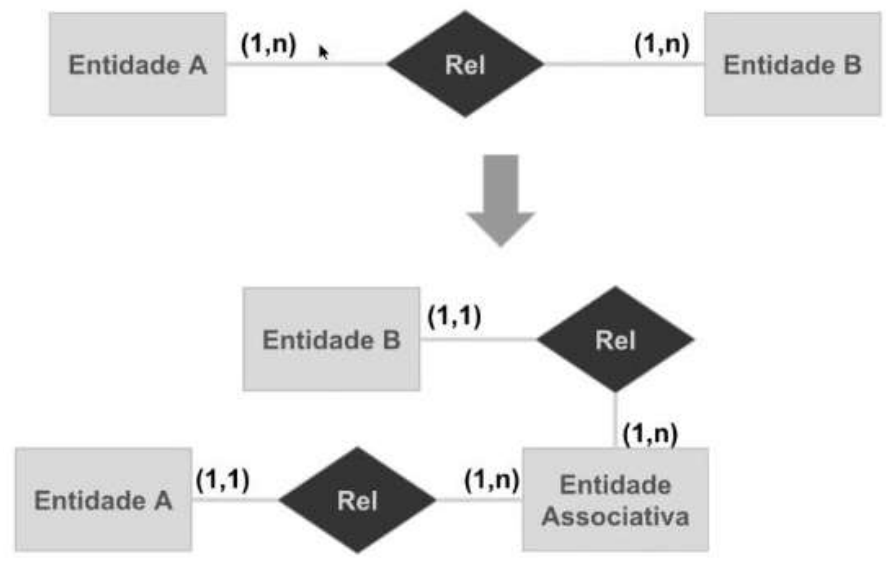 Entidade A
(1,n)
Rel
(1,n)
Entidade B
Entidade B
(1,1)
Rel
(1,n)
Entidade A
(1,1)
Rel
(1,n)
Entidade
Associativa